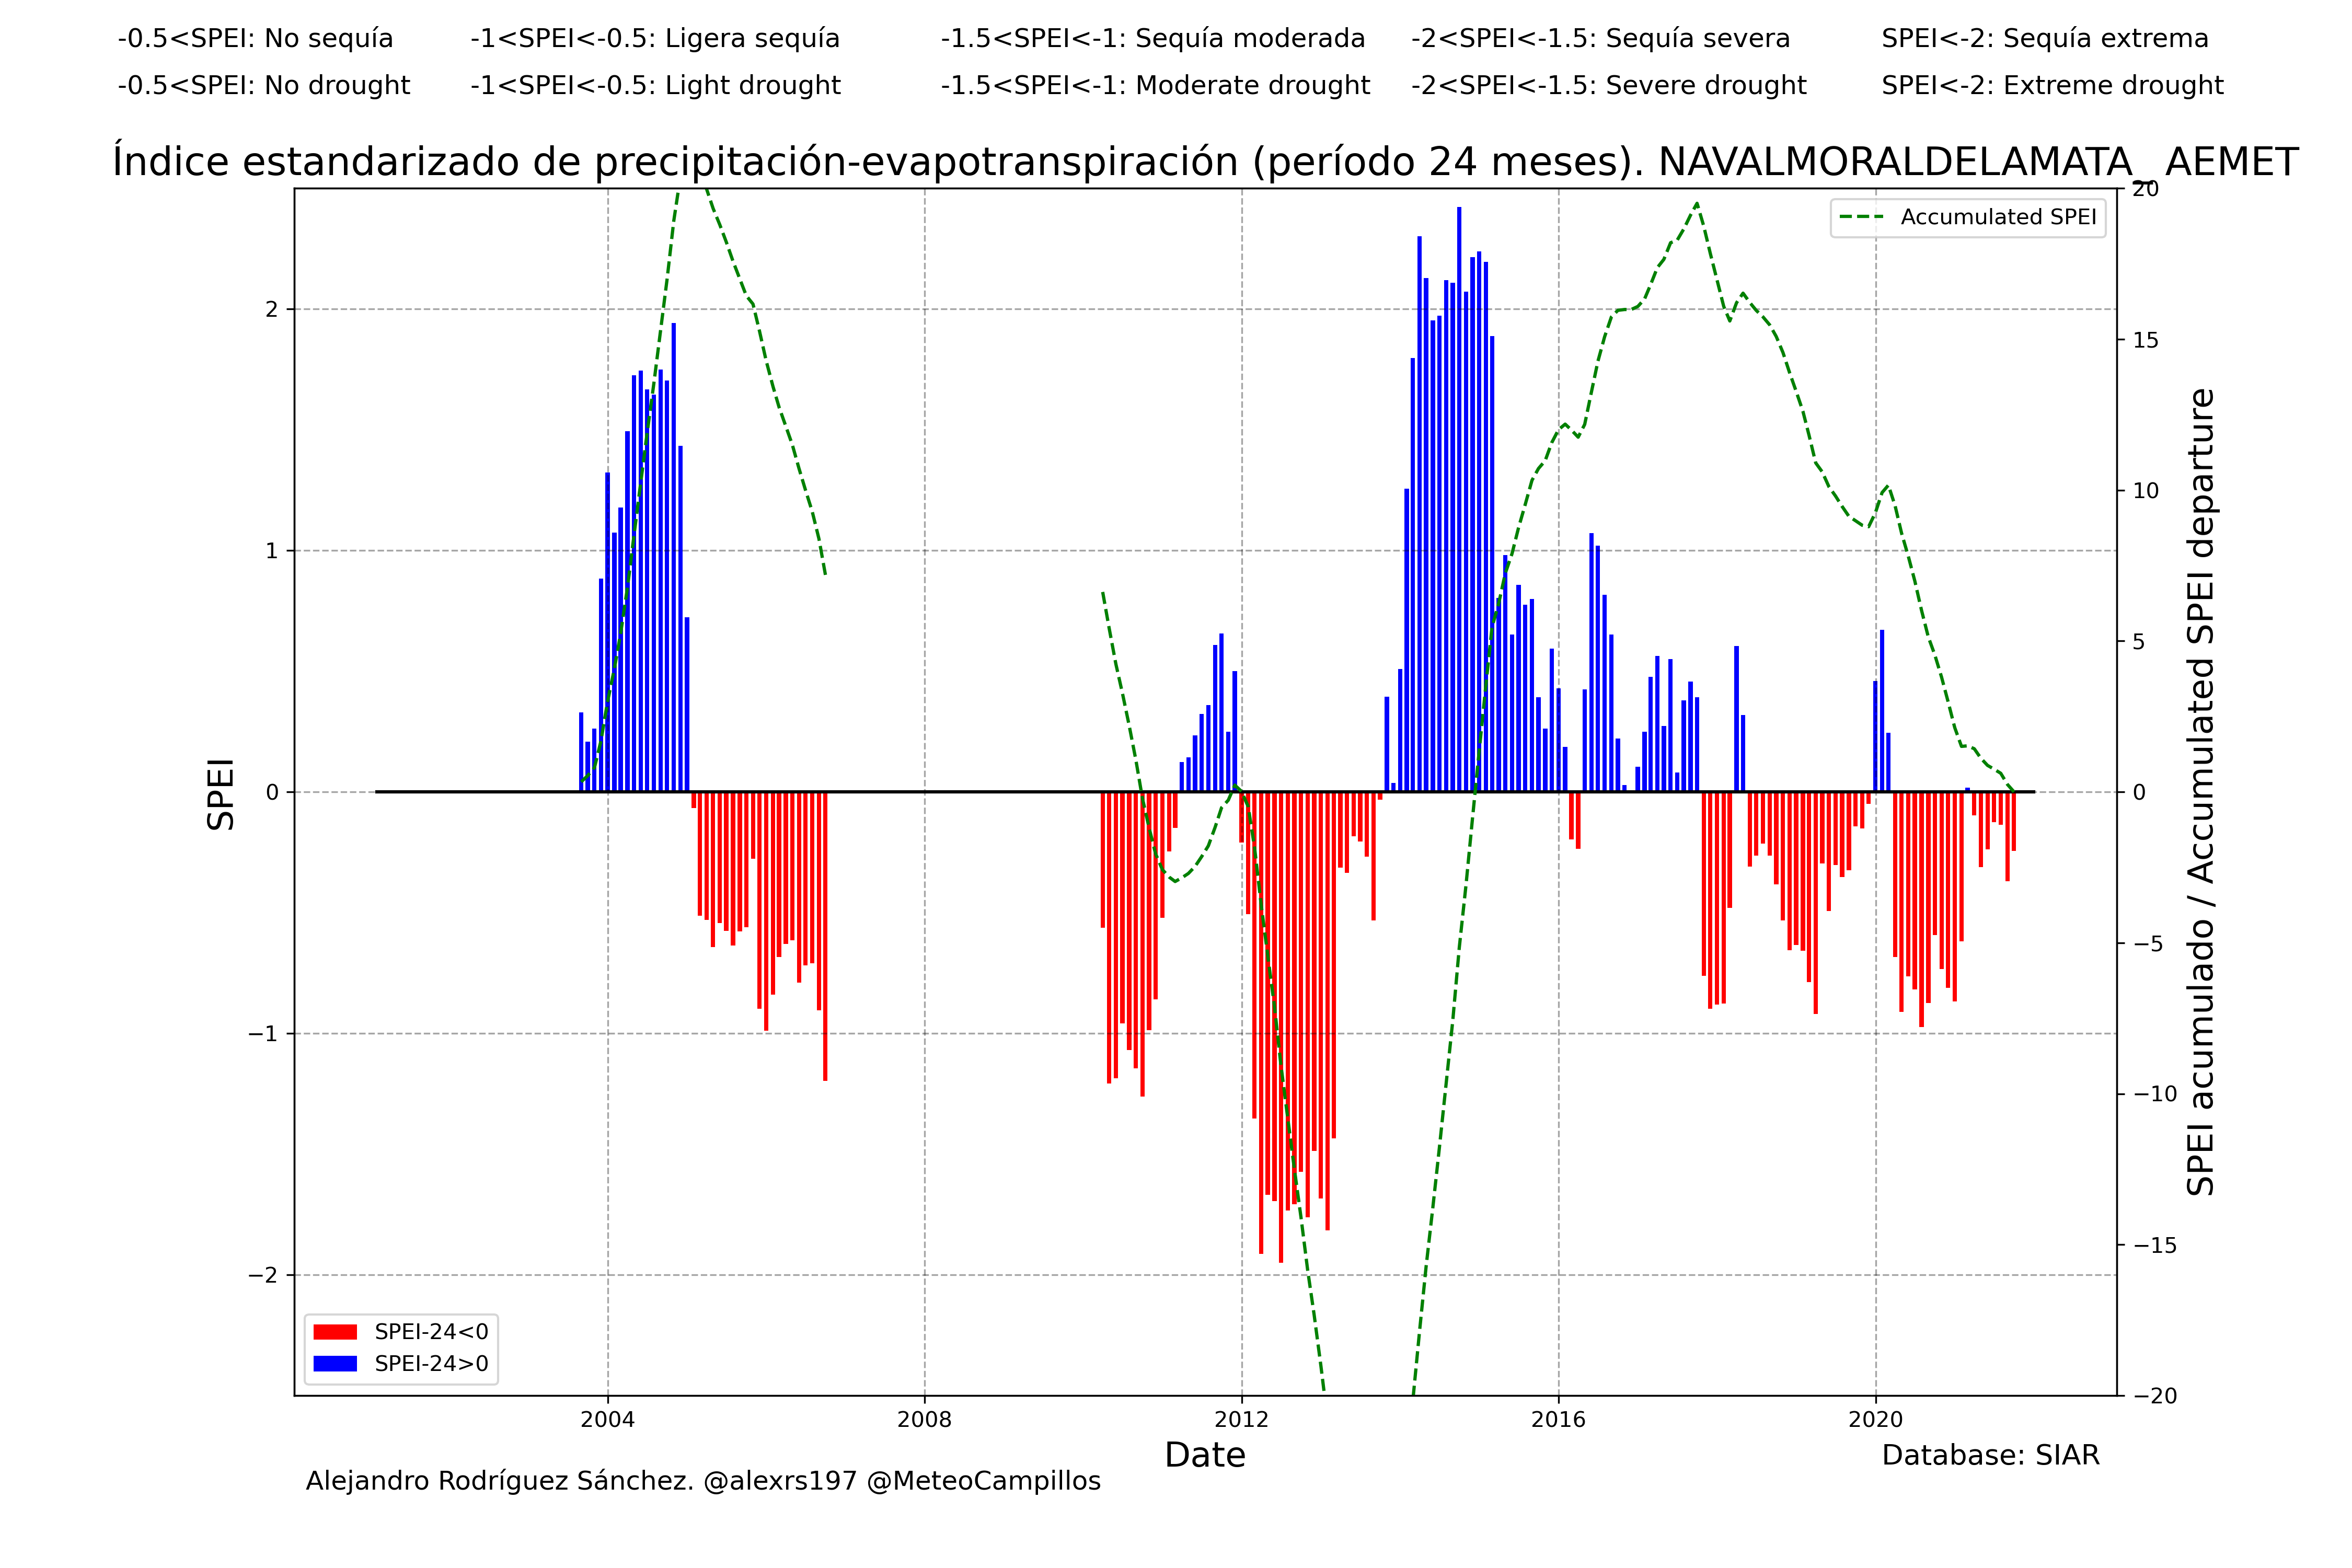 -0.5<SPEI: No sequía -1<SPEI<-0.5: Ligera sequía -1.5<SPEI<-1: Sequía moderada -2<SPEI<-1.5: Sequía severa SPEI<-2: Sequía extrema
-0.5<SPEI: No drought -1<SPEI<-0.5: Light drought -1.5<SPEI<-1: Moderate drought -2<SPEI<-1.5: Severe drought SPEI<-2: Extreme drought
Índice estandarizado de precipitación-evapotranspiración (período 24 meses). NAVALMORALDELAMATA_ AEMET
Accumulated SPEI
SPEI
2
1
0
−1
−2
20
15
10
5
0
−5
−10
−15
−20
SPEI acumulado / Accumulated SPEI departure
SPEI-24<0
SPEI-24>0
2004 2008 2012 2016 2020
Date
Database: SIAR
Alejandro Rodríguez Sánchez. @alexrs197 @MeteoCampillos